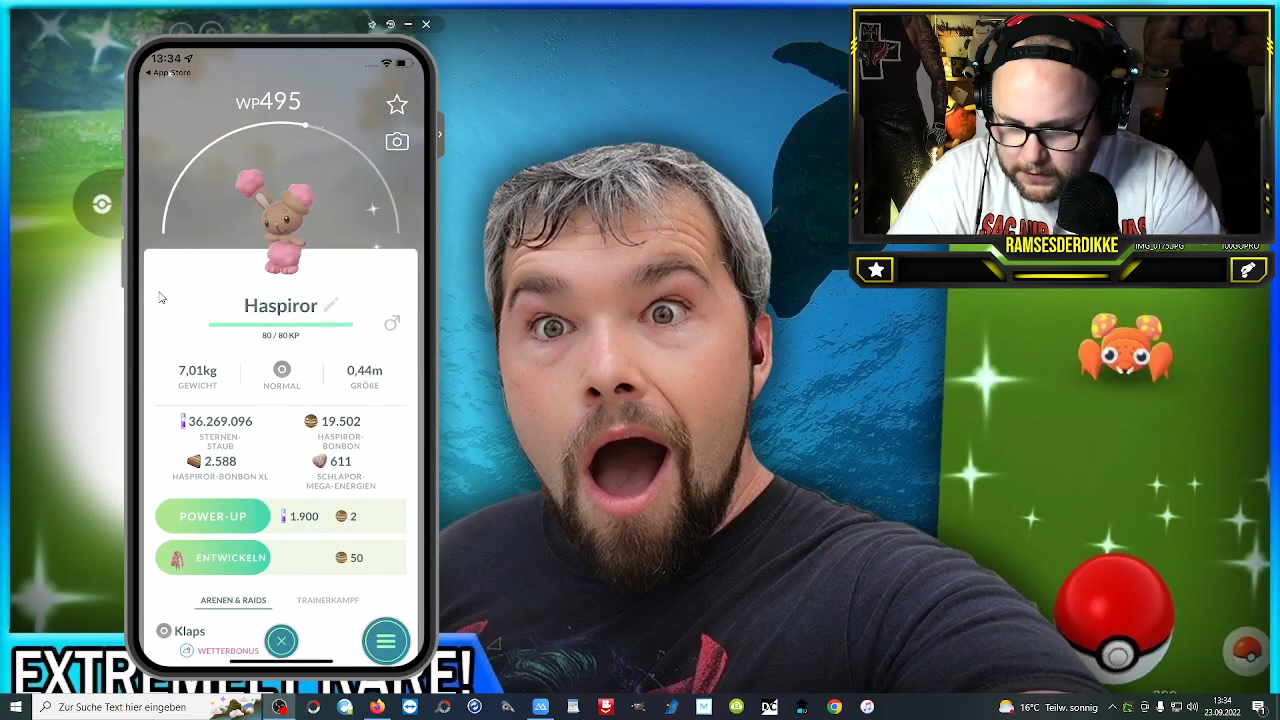 13:34
App Store
WP495
Haspiror
80 / 80 KP
7,01kg
GEWICHT
NORMAL
0,44m
GRÖẞE
36.269.096
STERNEN-
STAUB
19.502
HASPIROR-
BONBON
2.588
HASPIROR-BONBON XL
611
SCHLAPOR-
MEGA-ENERGIEN
POWER-UP
1.900
2
ENTWICKELN
50
ARENEN & RAIDS
TRAINERKAMPF
Klaps
WETTERBONUS
RAMSESDERDIKKE
100GOPRO
Zur Suche Text hier eingeben
16°C Teilw. sonnig
13:34
23.09.2022